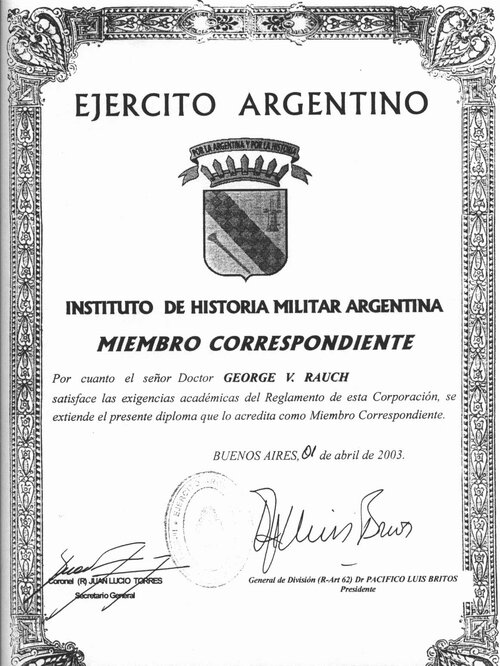 EJERCITO ARGENTINO
POR LA ARGENTINA Y POR LA HISTORIA
INSTITUTO DE HISTORIA MILITAR ARGENTINA
MIEMBRO CORRESPONDIENTE
Por cuanto el señor Doctor GEORGE V. RAUCH
satisface las exigencias académicas del Reglamento de esta Corporación, se
extiende el presente diploma que lo acredita como Miembro Correspondiente.
BUENOS AIRES, 01 de abril de 2003.
Coronel (R) JUAN LUCIO TORRES
Secretario General
General de División (R-Art 62) Dr PACIFICO LUIS BRITOS
Presidente